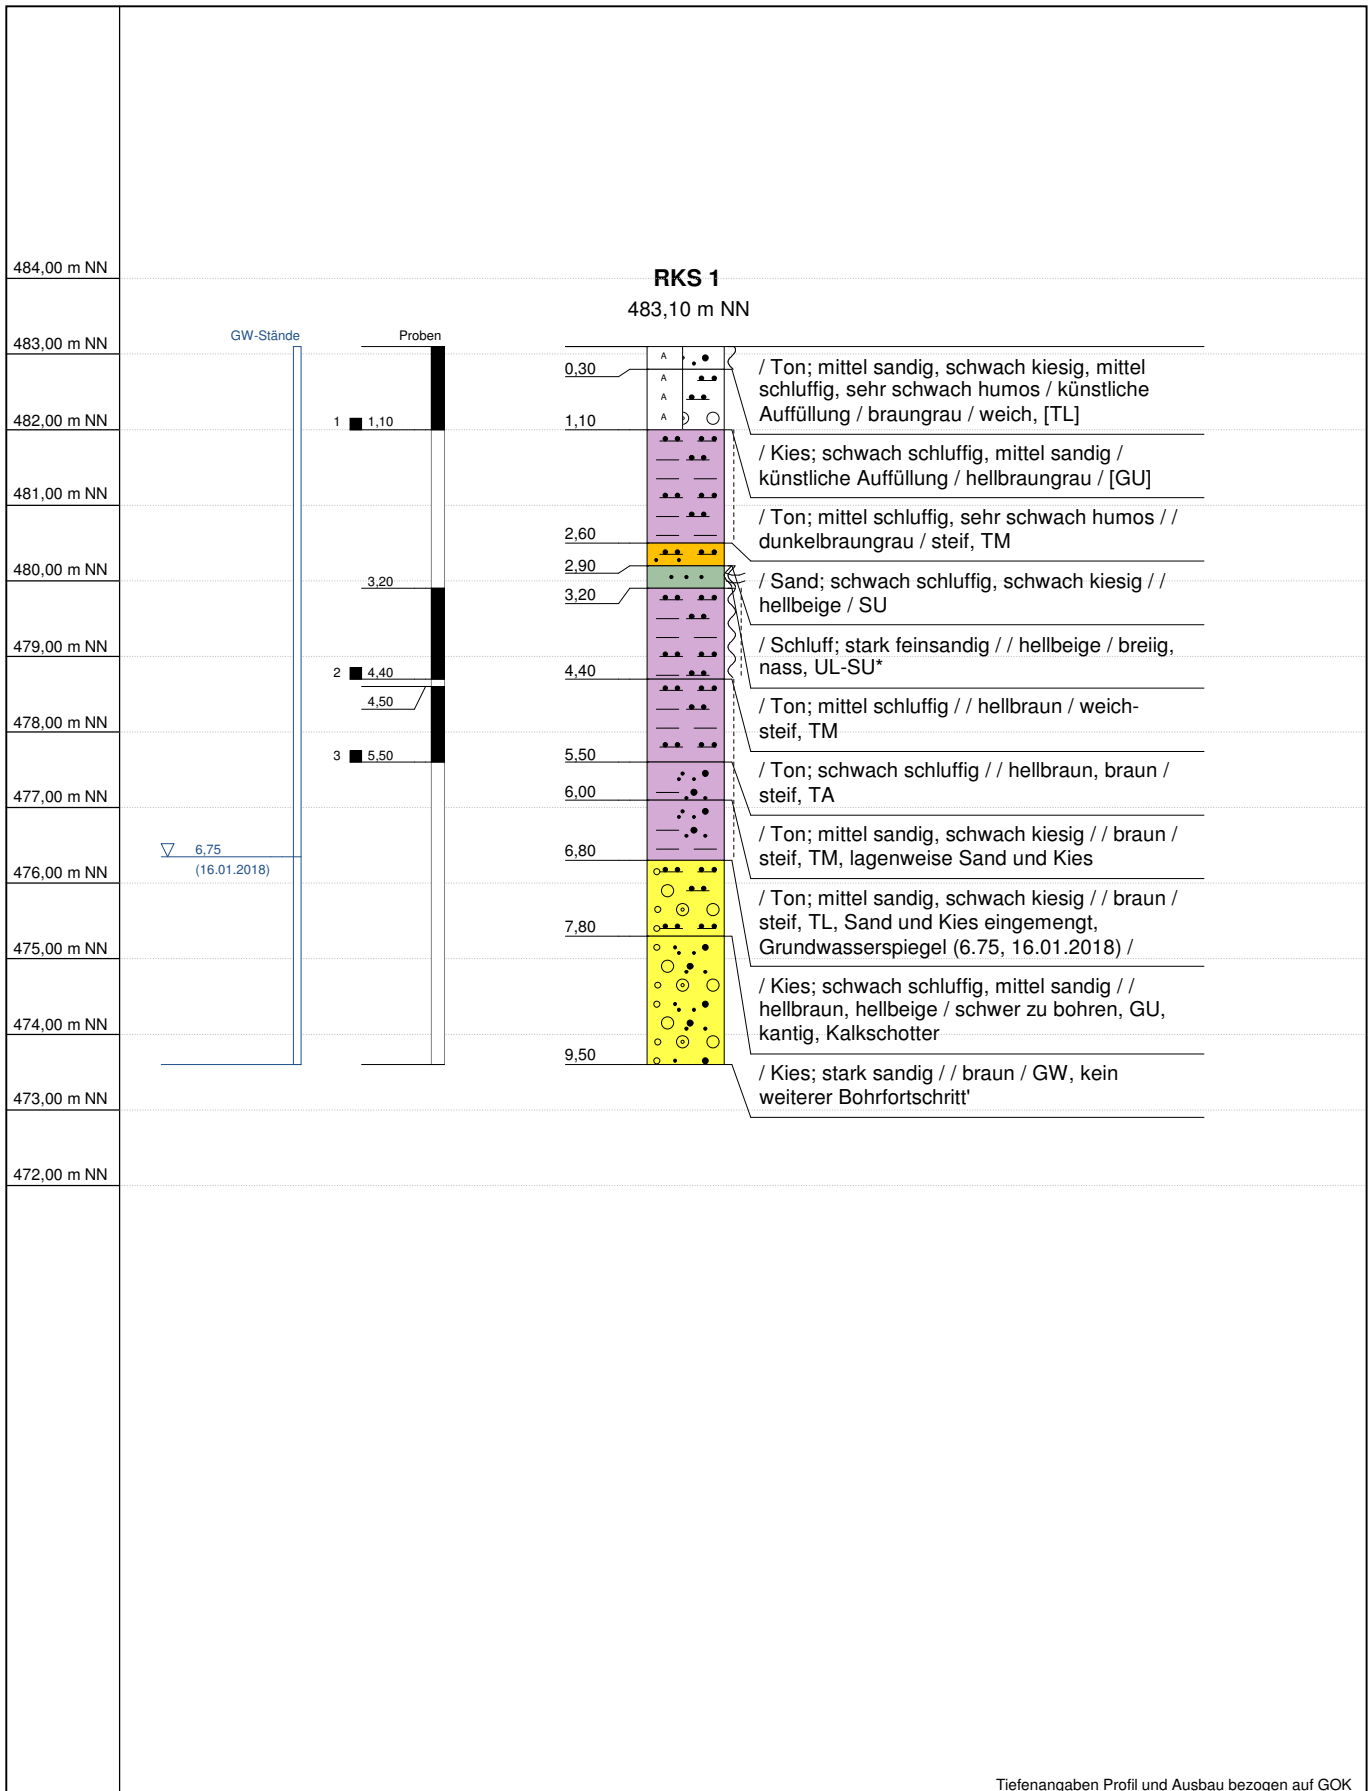 484,00 m NN
483,00 m NN
482,00 m NN
481,00 m NN
480,00 m NN
479,00 m NN
478,00 m NN
477,00 m NN
476,00 m NN
475,00 m NN
474,00 m NN
473,00 m NN
472,00 m NN
RKS 1
483,10 m NN
GW-Stände
6,75
(16.01.2018)
Proben
1 1,10
3,20
2 4,40
4,50
3 5,50
0,30
1,10
2,60
2,90
3,20
4,40
5,50
6,00
6,80
7,80
9,50
A
A
A
A
/ Ton; mittel sandig, schwach kiesig, mittel
schluffig, sehr schwach humos / künstliche
Auffüllung / braungrau / weich, [TL]
/ Kies; schwach schluffig, mittel sandig /
künstliche Auffüllung / hellbraungrau / [GU]
/ Ton; mittel schluffig, sehr schwach humos / /
dunkelbraungrau / steif, TM
/ Sand; schwach schluffig, schwach kiesig / /
hellbeige / SU
/ Schluff; stark feinsandig / / hellbeige / breiig,
nass, UL-SU*
/ Ton; mittel schluffig / / hellbraun / weich-
steif, TM
/ Ton; schwach schluffig / / hellbraun, braun /
steif, TA
/ Ton; mittel sandig, schwach kiesig / / braun /
steif, TM, lagenweise Sand und Kies
/ Ton; mittel sandig, schwach kiesig / / braun /
steif, TL, Sand und Kies eingemengt,
Grundwasserspiegel (6.75, 16.01.2018) /
/ Kies; schwach schluffig, mittel sandig / /
hellbraun, hellbeige / schwer zu bohren, GU,
kantig, Kalkschotter
/ Kies; stark sandig / / braun / GW, kein
weiterer Bohrfortschritt'
Tiefenangaben Profil und Ausbau bezogen auf GOK